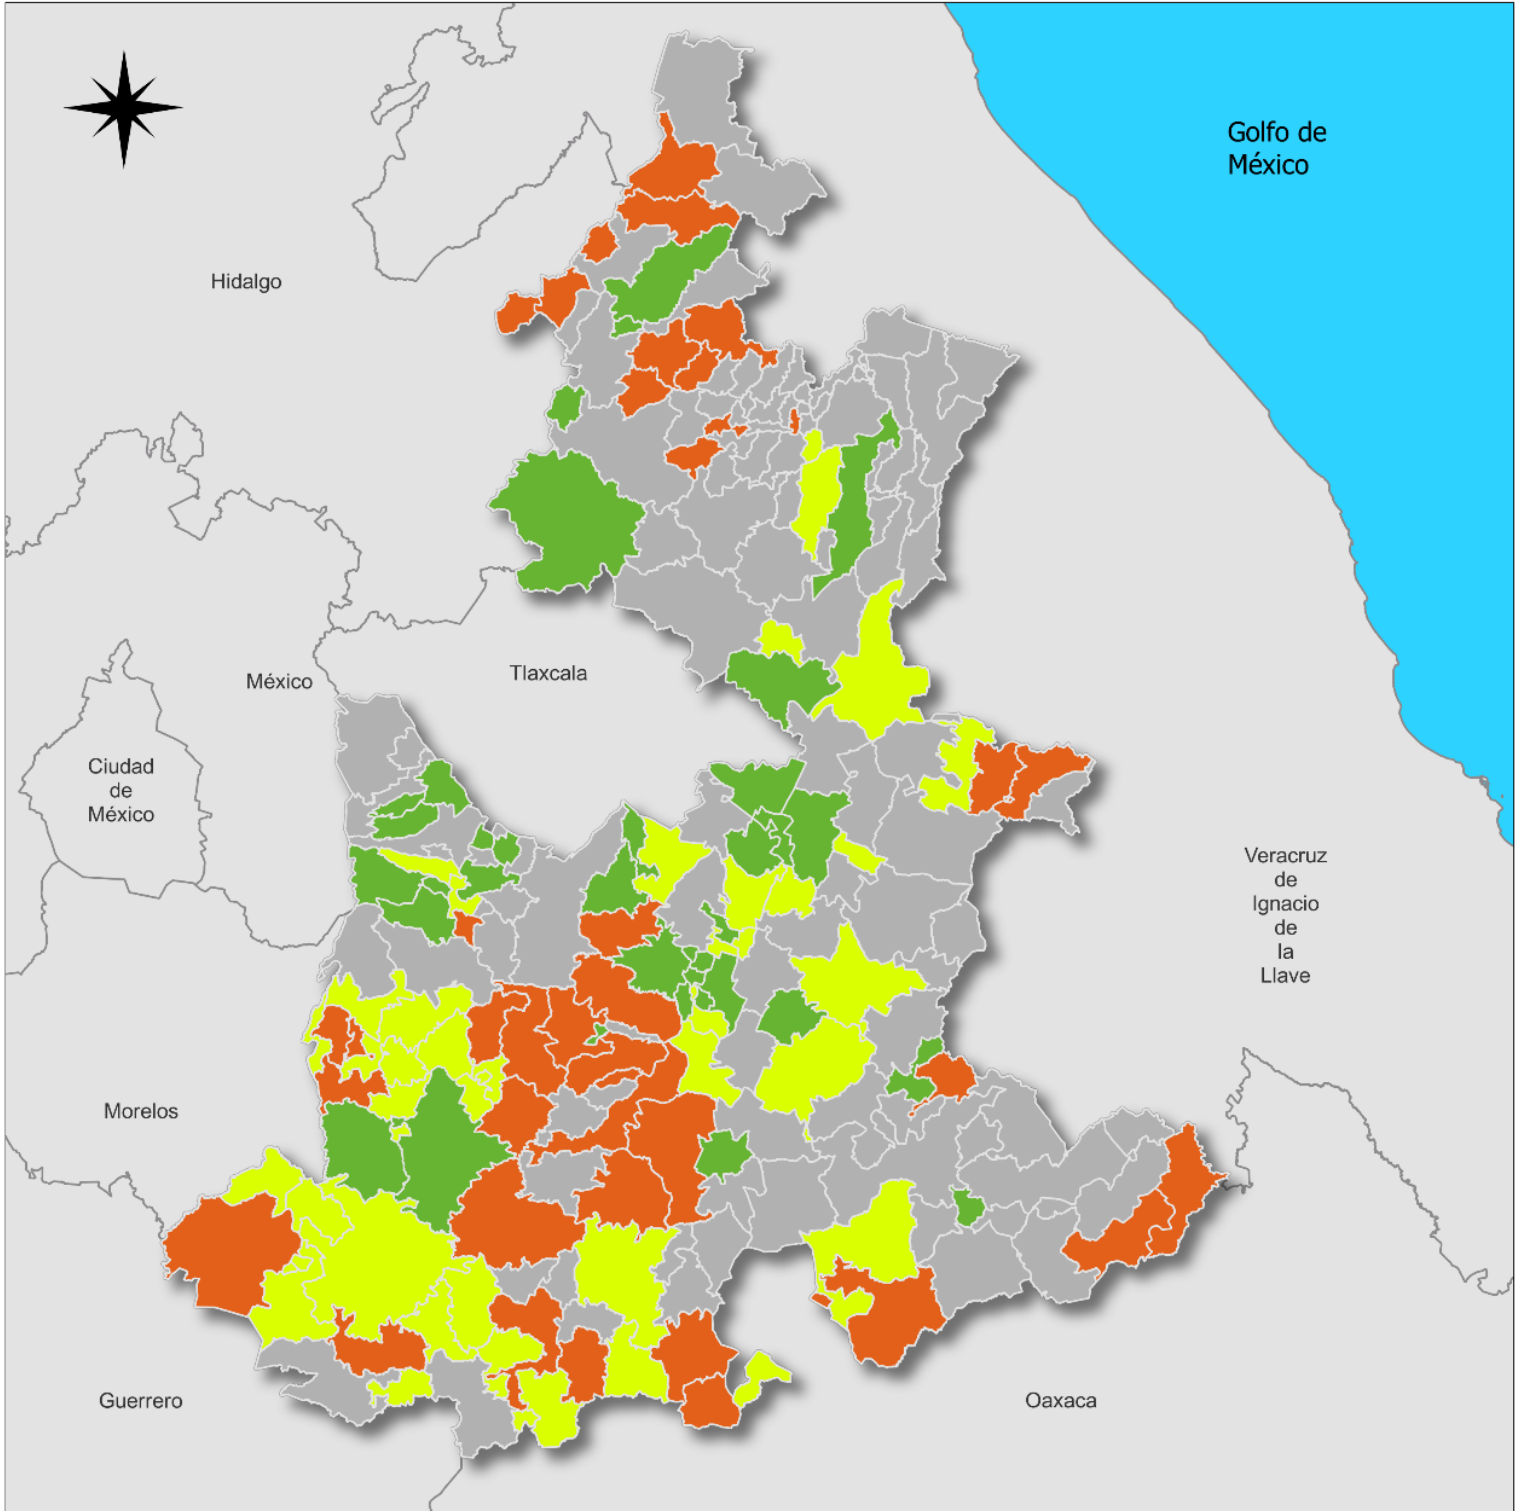 Golfo de
México
Hidalgo
Tlaxcala
México
Ciudad
de
México
Veracruz
de
Ignacio
de
la
Llave
Morelos
Guerrero
Oaxaca